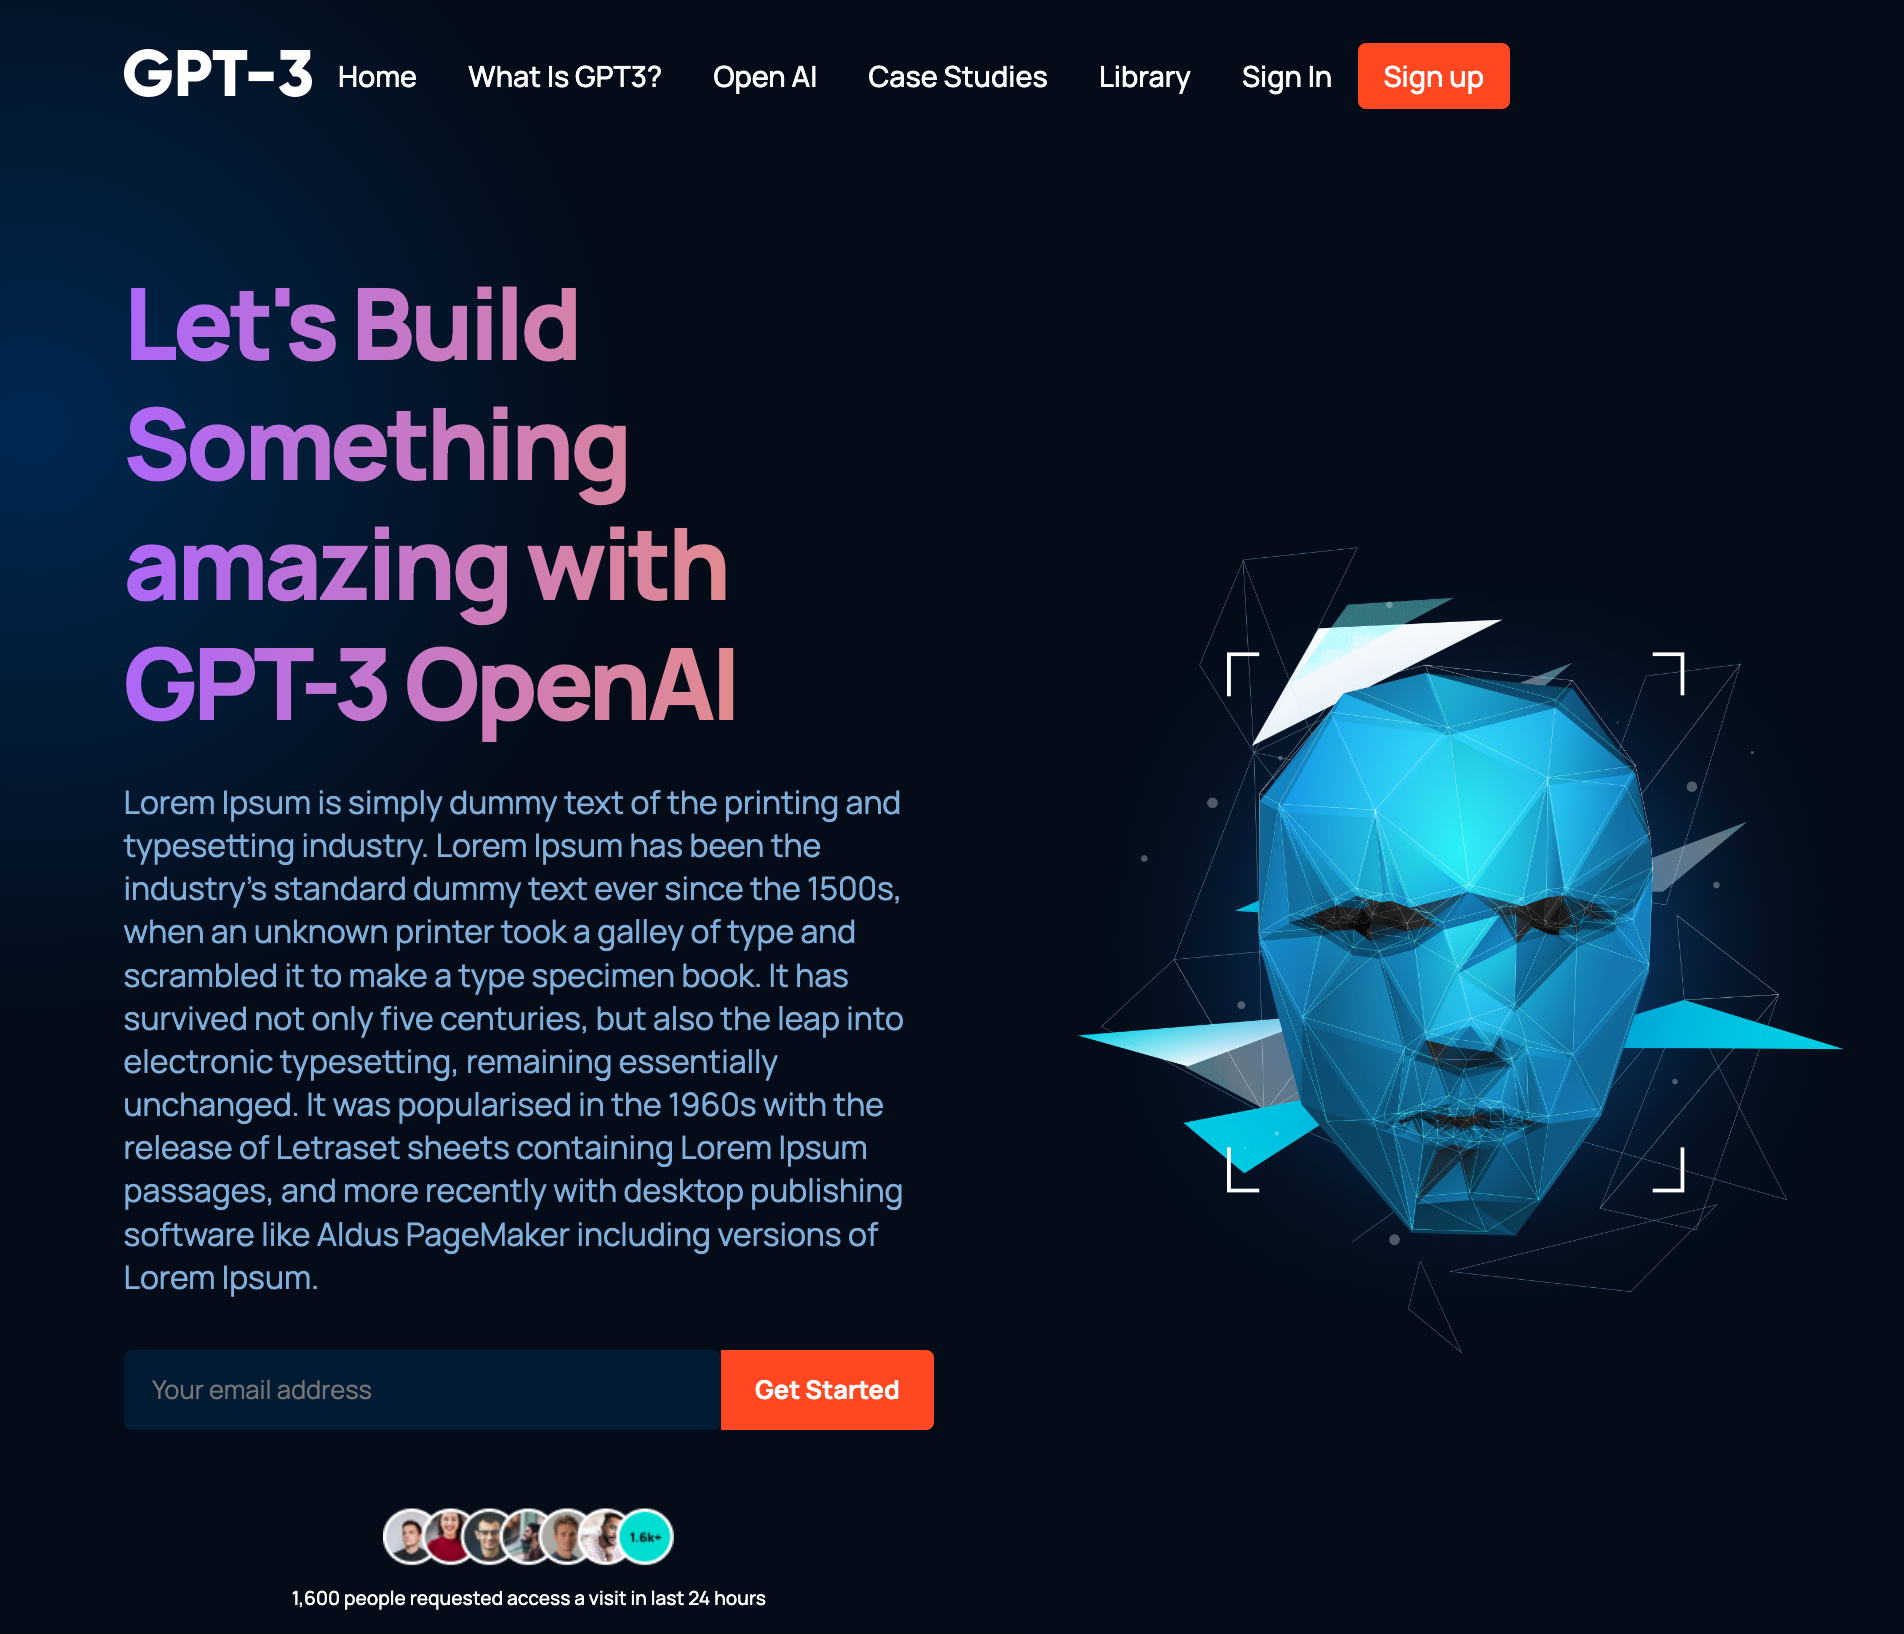 GPT-3 Home What Is GPT3? Open AI Case Studies Library Sign In Sign up
Let's Build
Something
amazing with
GPT-3 OpenAI
Lorem Ipsum is simply dummy text of the printing and
typesetting industry. Lorem Ipsum has been the
industry's standard dummy text ever since the 1500s,
when an unknown printer took a galley of type and
scrambled it to make a type specimen book. It has
survived not only five centuries, but also the leap into
electronic typesetting, remaining essentially
unchanged. It was popularised in the 1960s with the
release of Letraset sheets containing Lorem Ipsum
passages, and more recently with desktop publishing
software like Aldus PageMaker including versions of
Lorem Ipsum.
Your email address Get Started
1.6k+
1,600 people requested access a visit in last 24 hours